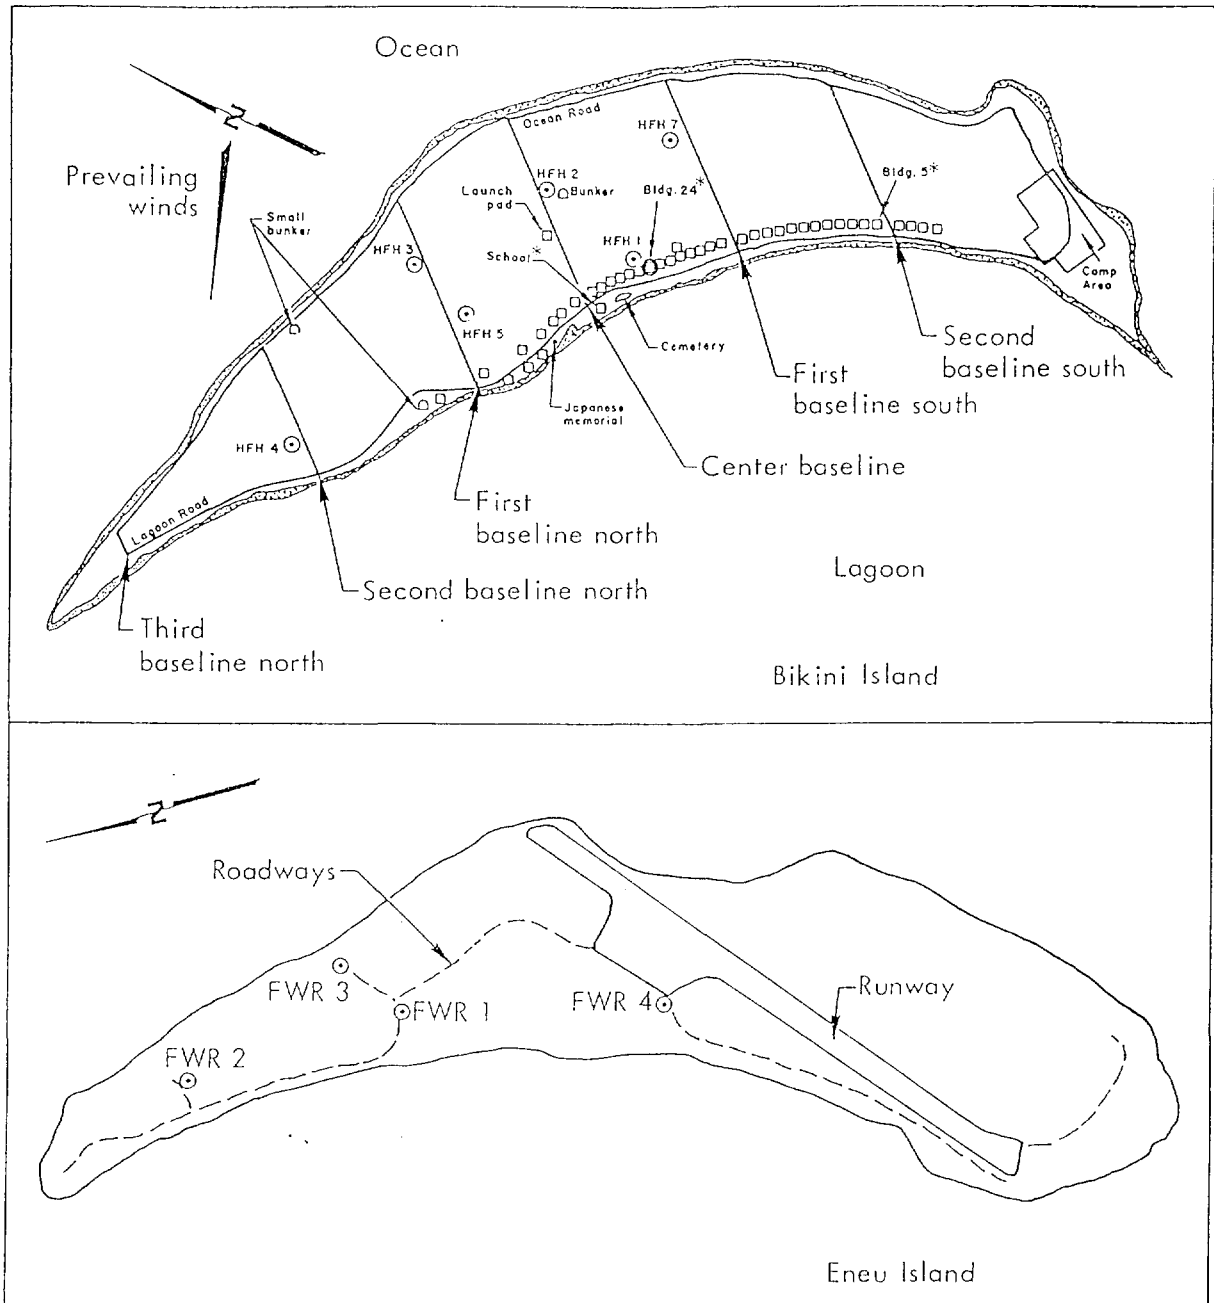 Ocean
N
Prevailing
winds
Ocean Road
HFH 7
HFH 2
Bunker
Bldg. 24*
Bldg. 5*
Launch
pad
Small
bunker
HFH 3
School*
HFH 1
Camp
Area
HFH 5
Cemetery
Second
baseline south
First
baseline south
Japanese
memorial
HFH 4
Center baseline
Lagoon Road
First
baseline north
Lagoon
Second baseline north
Third
baseline north
Bikini Island
N
Roadways
FWR 3
FWR 1
FWR 4
Runway
FWR 2
Eneu Island